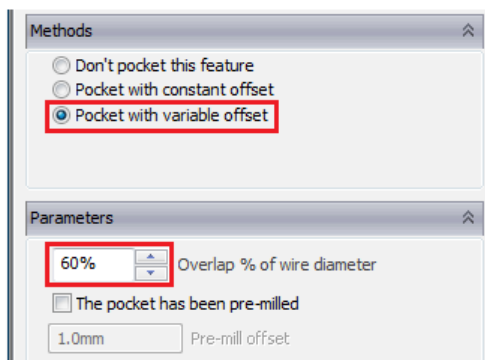 Methods
Don't pocket this feature
Pocket with constant offset
Pocket with variable offset
Parameters
60% Overlap % of wire diameter
The pocket has been pre-milled
1.0mm Pre-mill offset